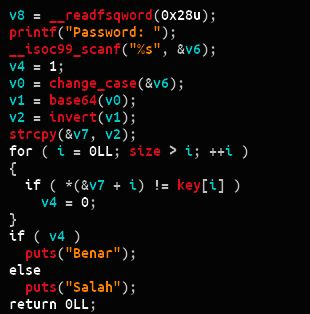 v8 = __readfsqword(0x28u);
printf("Password: ");
__isoc99_scanf("%s", &v6);
v4 = 1;
v0 = change_case(&v6);
v1 = base64(v0);
v2 = invert(v1);
strcpy(&v7, v2);
for ( i = 0LL; size > i; ++i )
{
  if ( *(&v7 + i) != key[i] )
    v4 = 0;
}
if ( v4 )
  puts("Benar");
else
  puts("Salah");
return 0LL;